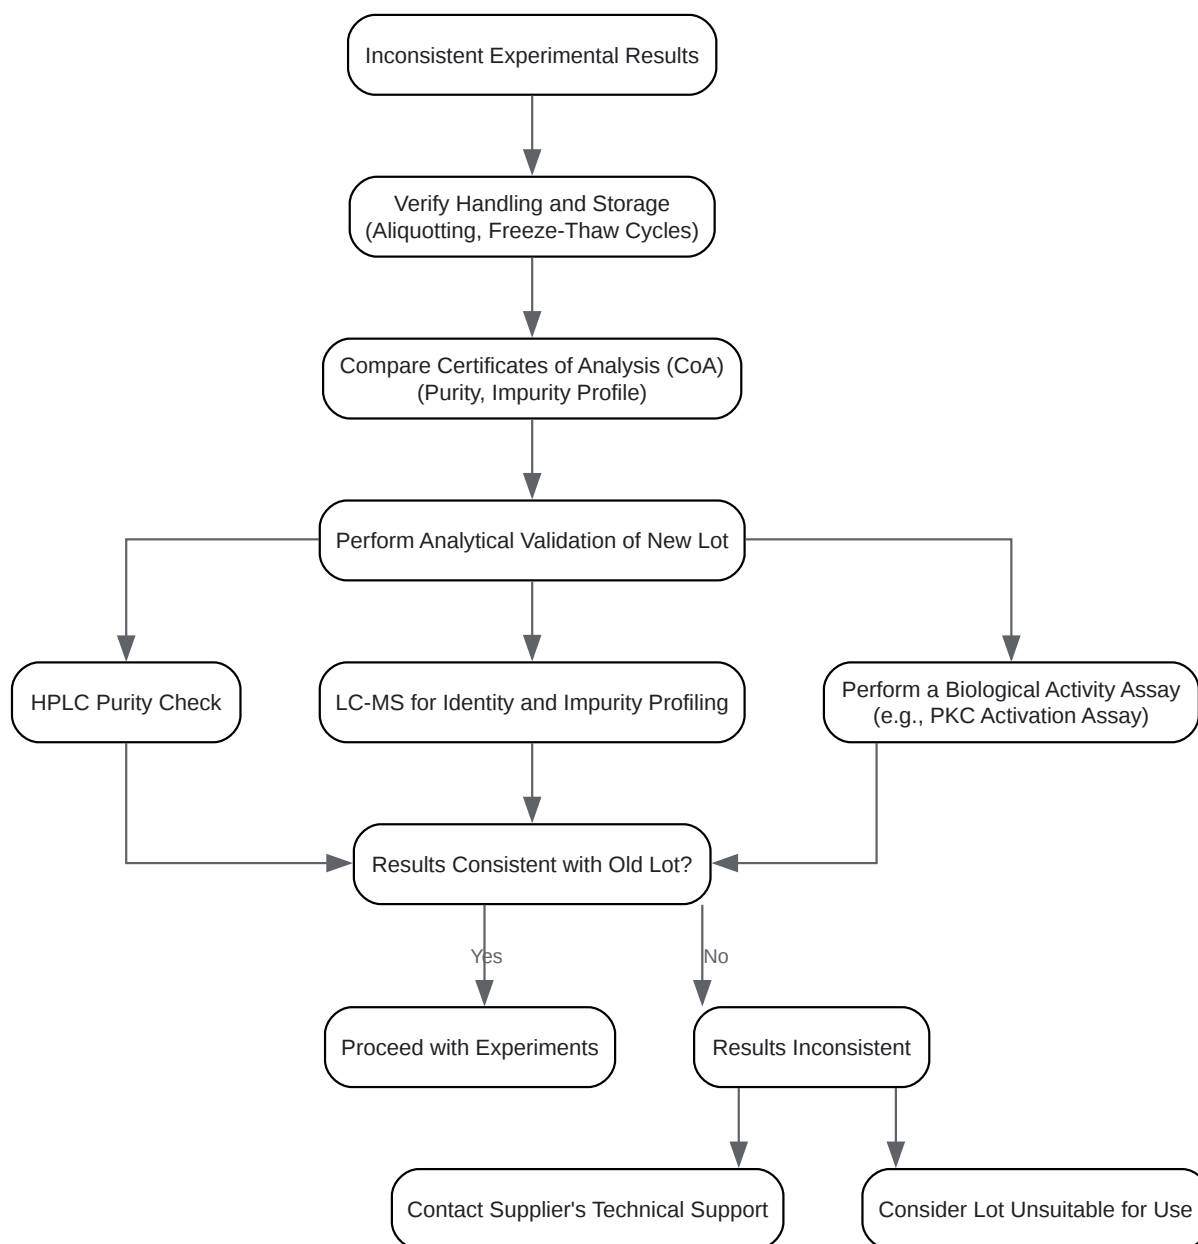 Inconsistent Experimental Results
Verify Handling and Storage
(Aliquotting, Freeze-Thaw Cycles)
Compare Certificates of Analysis (CoA)
(Purity, Impurity Profile)
Perform Analytical Validation of New Lot
HPLC Purity Check
LC-MS for Identity and Impurity Profiling
Perform a Biological Activity Assay
(e.g., PKC Activation Assay)
Results Consistent with Old Lot?
Yes
No
Proceed with Experiments
Results Inconsistent
Contact Supplier's Technical Support
Consider Lot Unsuitable for Use